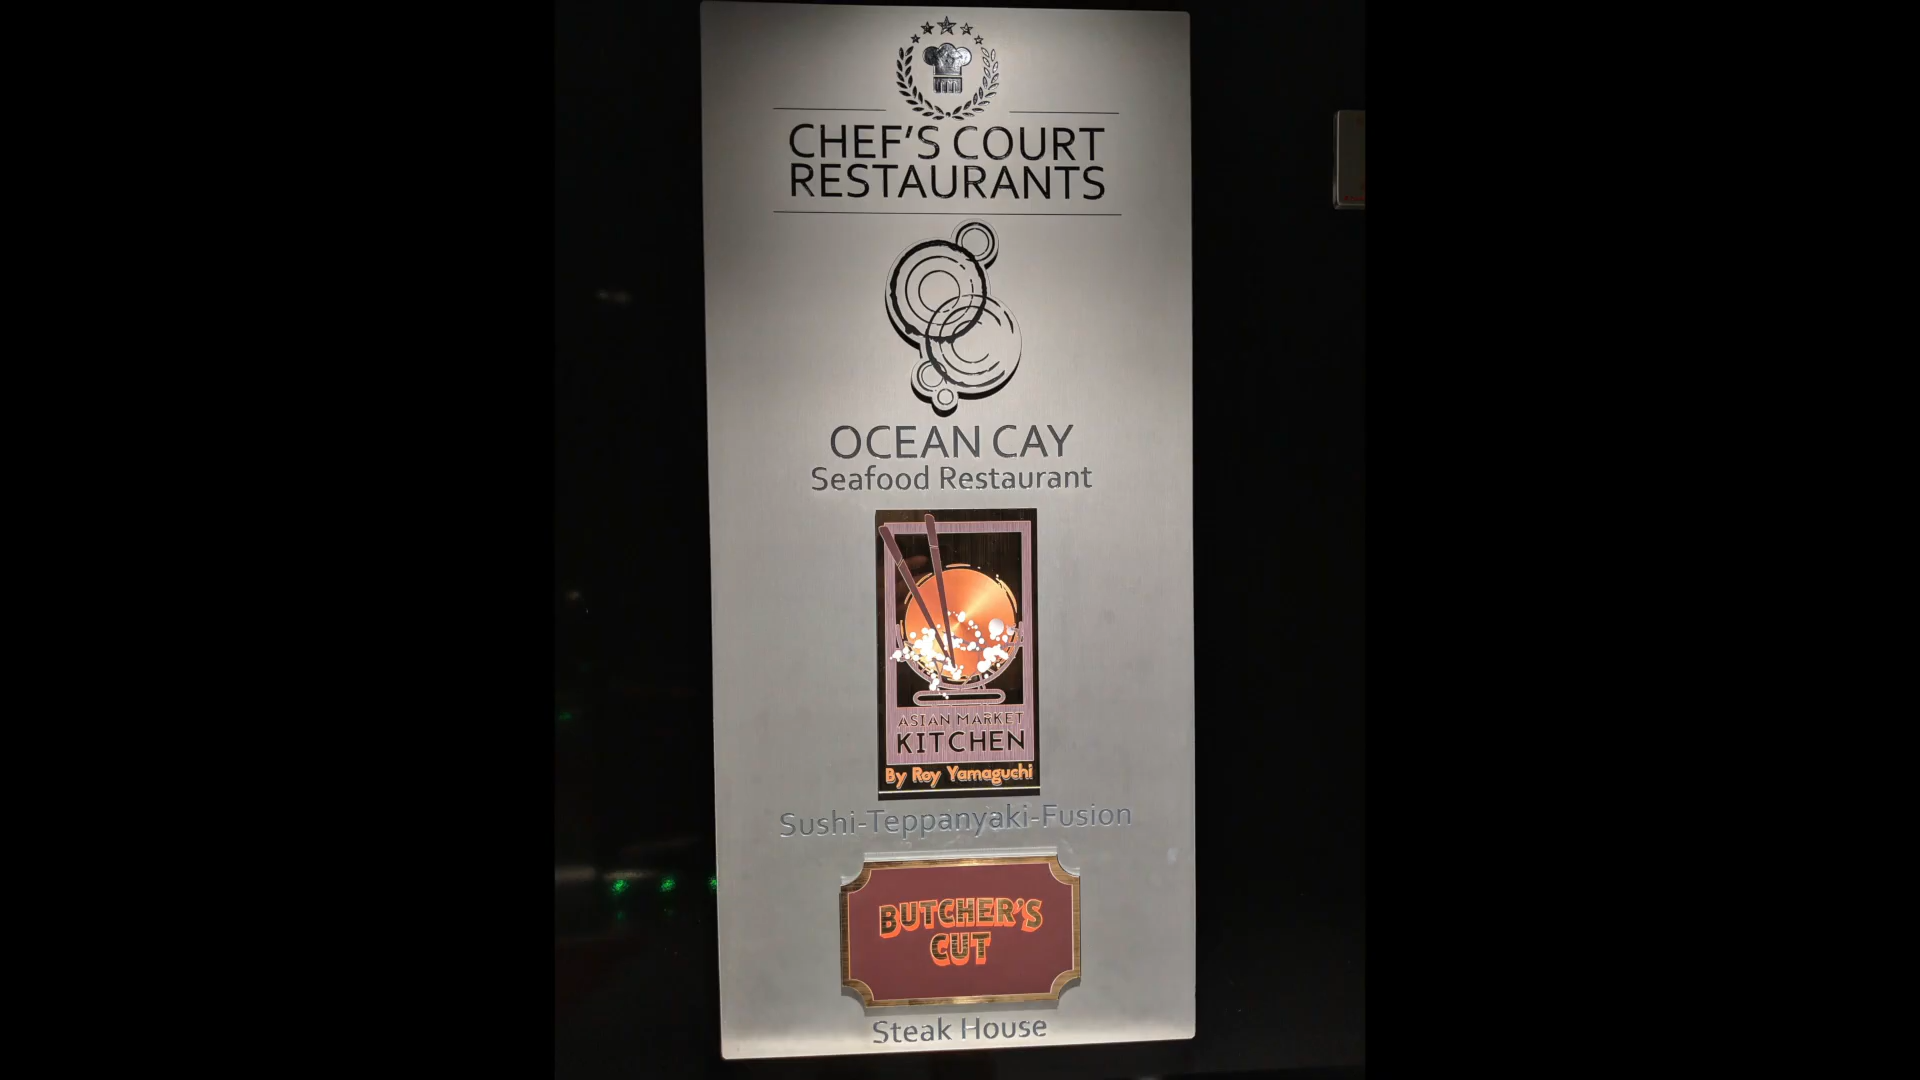 CHEF'S COURT
RESTAURANTS
OCEAN CAY
Seafood Restaurant
ASIAN MARKET
KITCHEN
By Roy Yamaguchi
Sushi-Teppanyaki-Fusion
BUTCHER'S
CUT
Steak House